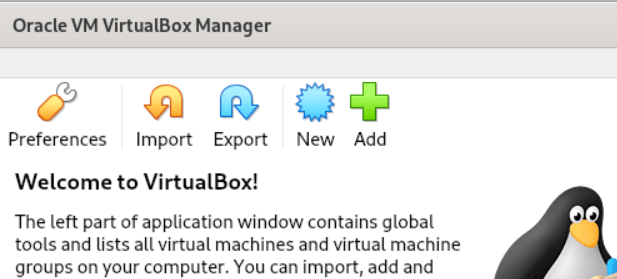 Oracle VM VirtualBox Manager
Preferences Import Export New Add
Welcome to VirtualBox!
The left part of application window contains global
tools and lists all virtual machines and virtual machine
groups on your computer. You can import, add and